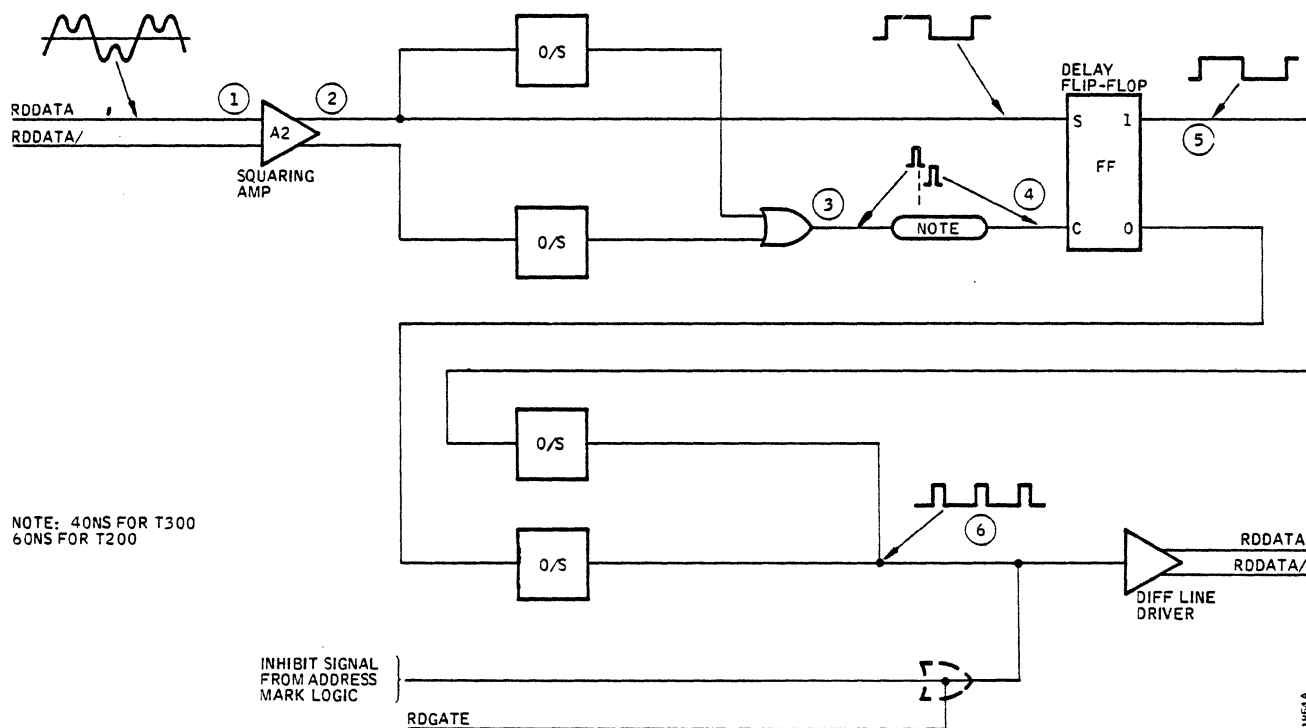 O/S
DELAY
FLIP-FLOP
RDDATA
RDDATA/
1
2
A2
SQUARING
AMP
S
1
FF
C
0
5
O/S
3
4
NOTE
O/S
NOTE: 40NS FOR T300
60NS FOR T200
6
O/S
RDDATA
RDDATA/
DIFF LINE
DRIVER
INHIBIT SIGNAL
FROM ADDRESS
MARK LOGIC
RDGATE